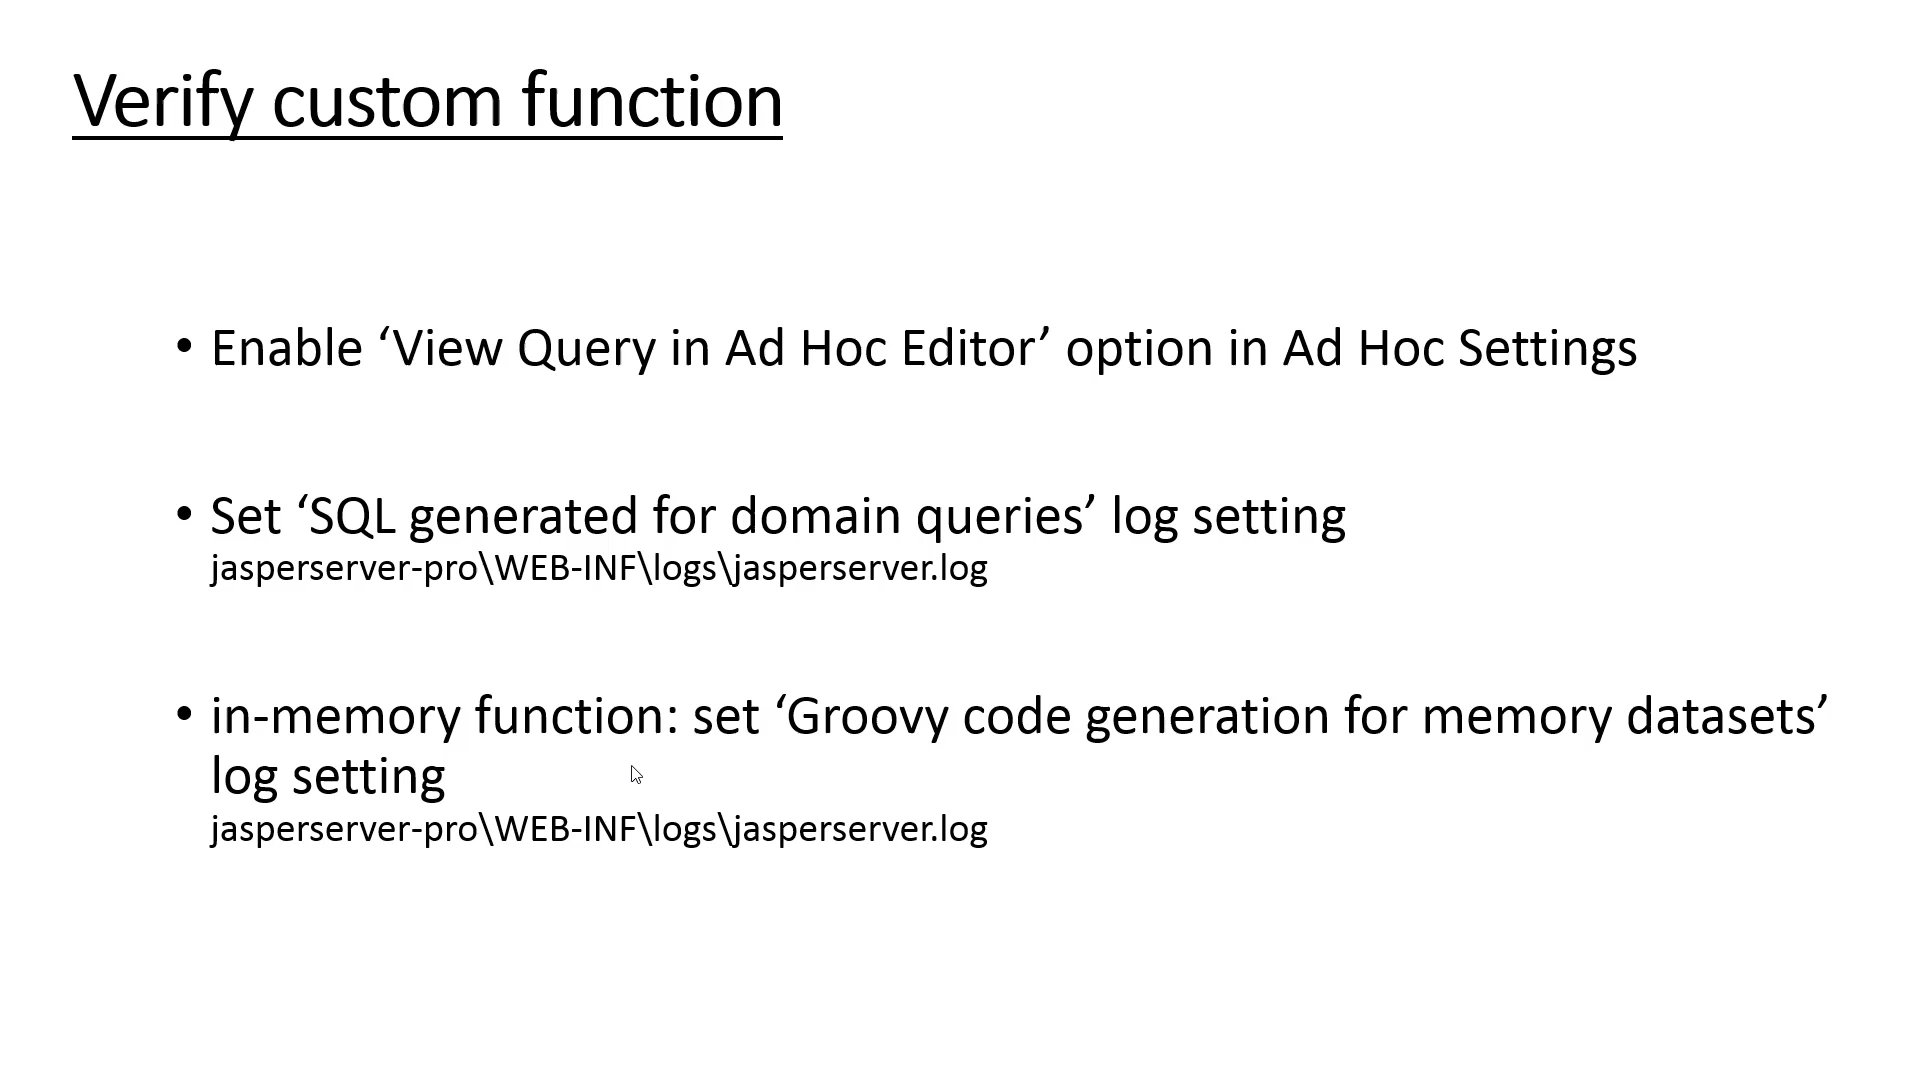 Verify custom function
• Enable ‘View Query in Ad Hoc Editor’ option in Ad Hoc Settings
• Set ‘SQL generated for domain queries’ log setting
jasperserver-pro\WEB-INF\logs\jasperserver.log
• in-memory function: set ‘Groovy code generation for memory datasets’
log setting
jasperserver-pro\WEB-INF\logs\jasperserver.log